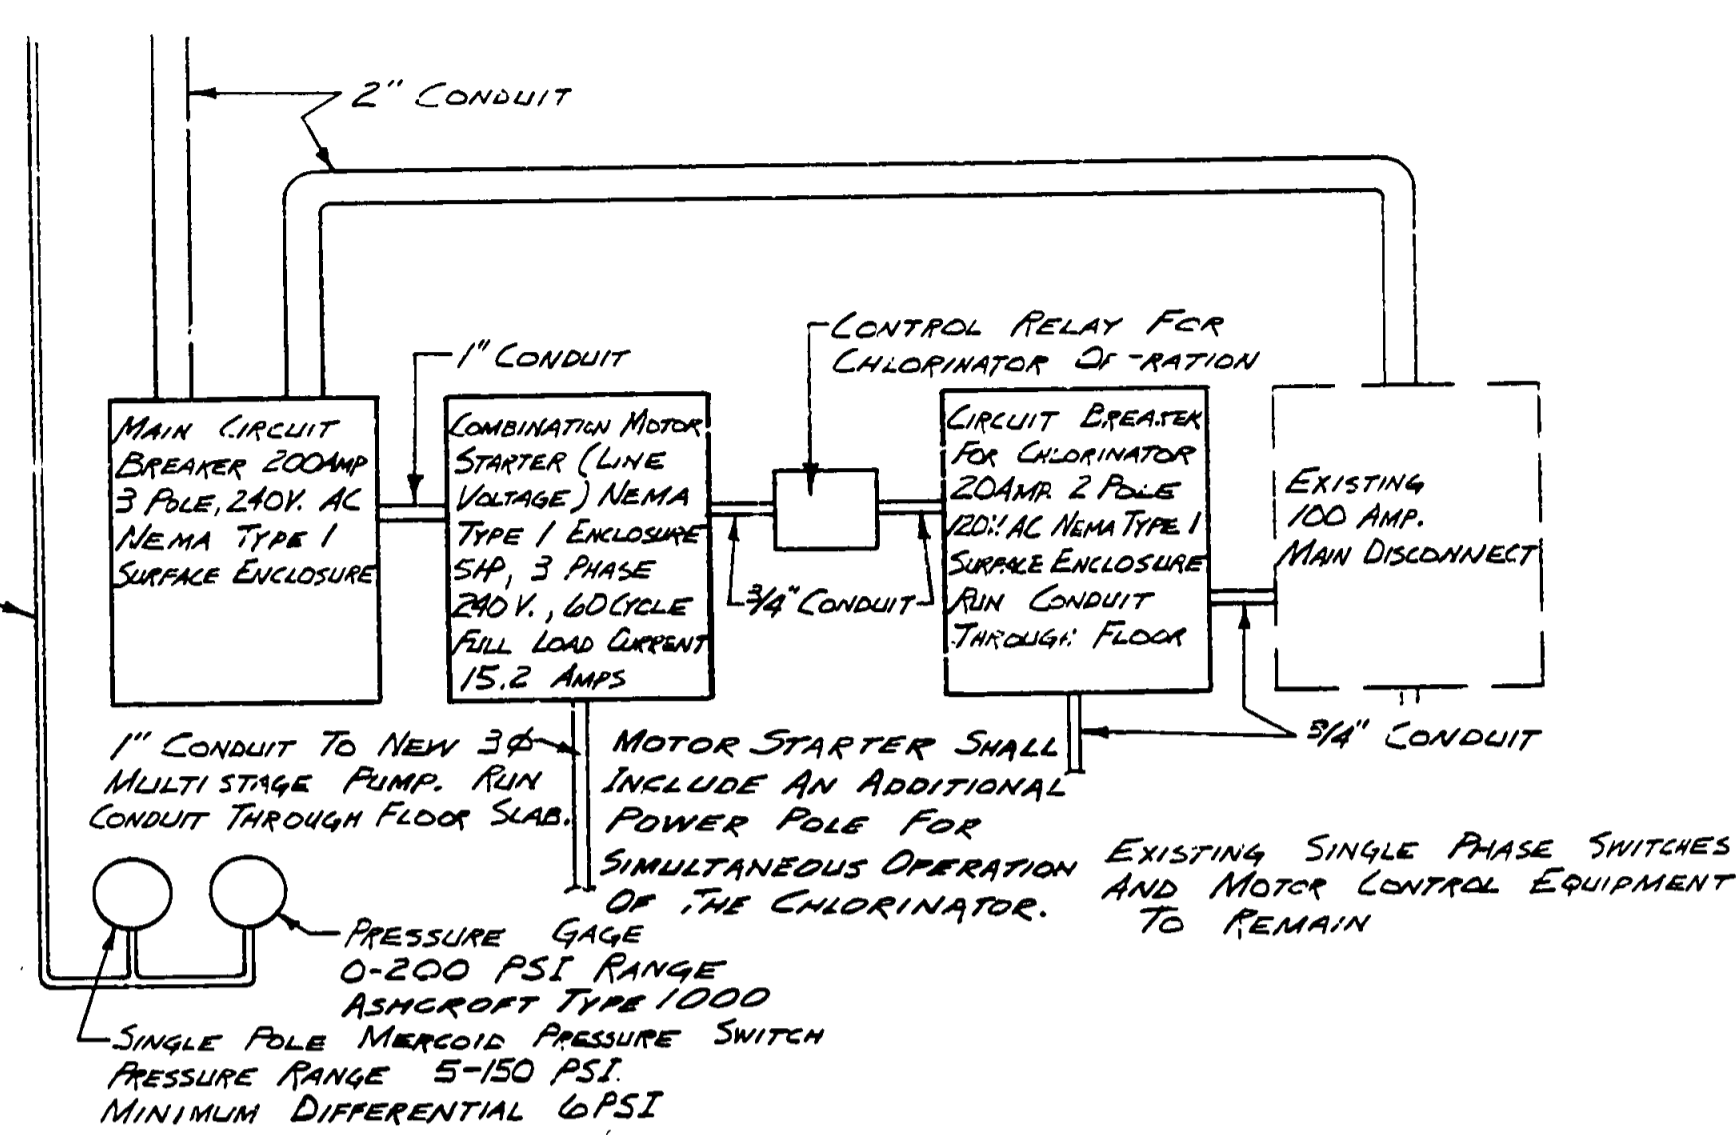 2" CONDUIT
1" CONDUIT
CONTROL RELAY FOR
CHLORINATOR
MAIN CIRCUIT
BREAKER 200AMP
3 POLE, 240V. AC
NEMA TYPE 1
SURFACE ENCLOSURE
COMBINATION MOTOR
STARTER (LINE
VOLTAGE) NEMA
TYPE 1 ENCLOSURE
5HP, 3 PHASE
240V., 60CYCLE
FULL LOAD CURRENT
15.2 AMPS
3/4" CONDUIT
CIRCUIT BREAKER
FOR CHLORINATOR
20AMP. 2 POLE
AC NEMA TYPE 1
SURFACE ENCLOSURE
RUN CONDUIT
THROUGH FLOOR
EXISTING
100 AMP.
MAIN DISCONNECT
3/4" CONDUIT
1" CONDUIT TO NEW 3Ø
MULTI STAGE PUMP. RUN
CONDUIT THROUGH FLOOR SLAB.
MOTOR STARTER SHALL
INCLUDE AN ADDITIONAL
POWER POLE FOR
SIMULTANEOUS OPERATION
OF THE CHLORINATOR.
EXISTING SINGLE PHASE SWITCHES
AND MOTOR CONTROL EQUIPMENT
TO REMAIN
PRESSURE GAGE
0-200 PSI RANGE
ASHCROFT TYPE 1000
SINGLE POLE MERCOID PRESSURE SWITCH
PRESSURE RANGE 5-150 PSI.
MINIMUM DIFFERENTIAL 6PSI